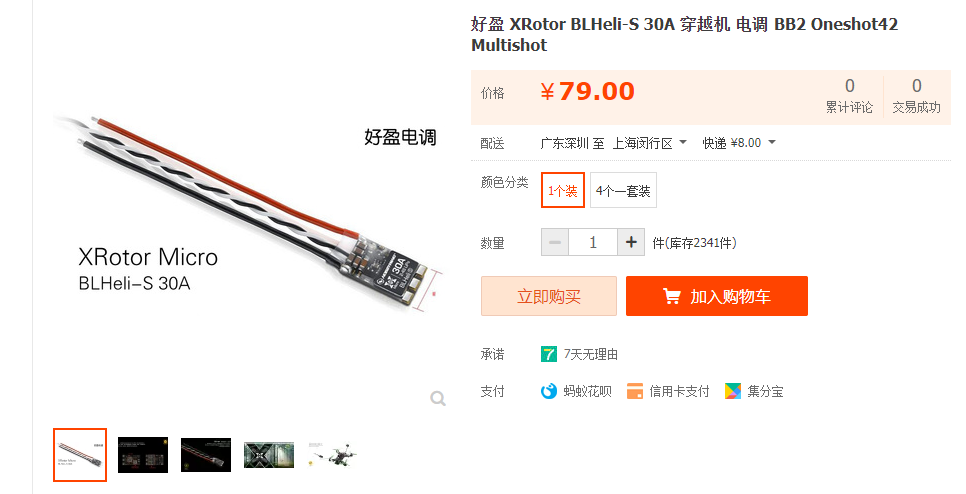 好盈 XRotor BLHeli-S 30A 穿越机 电调 BB2 Oneshot42
Multishot
价格
¥79.00
0
累计评论
0
交易成功
好盈电调
配送
广东深圳 至 上海闵行区
快递 ¥8.00
颜色分类
1个装
4个一套装
XRotor Micro
BLHeli-S 30A
30A
数量
− 1 + 件(库存2341件)
立即购买
加入购物车
承诺
7 7天无理由
支付
蚂蚁花呗
信用卡支付
集分宝